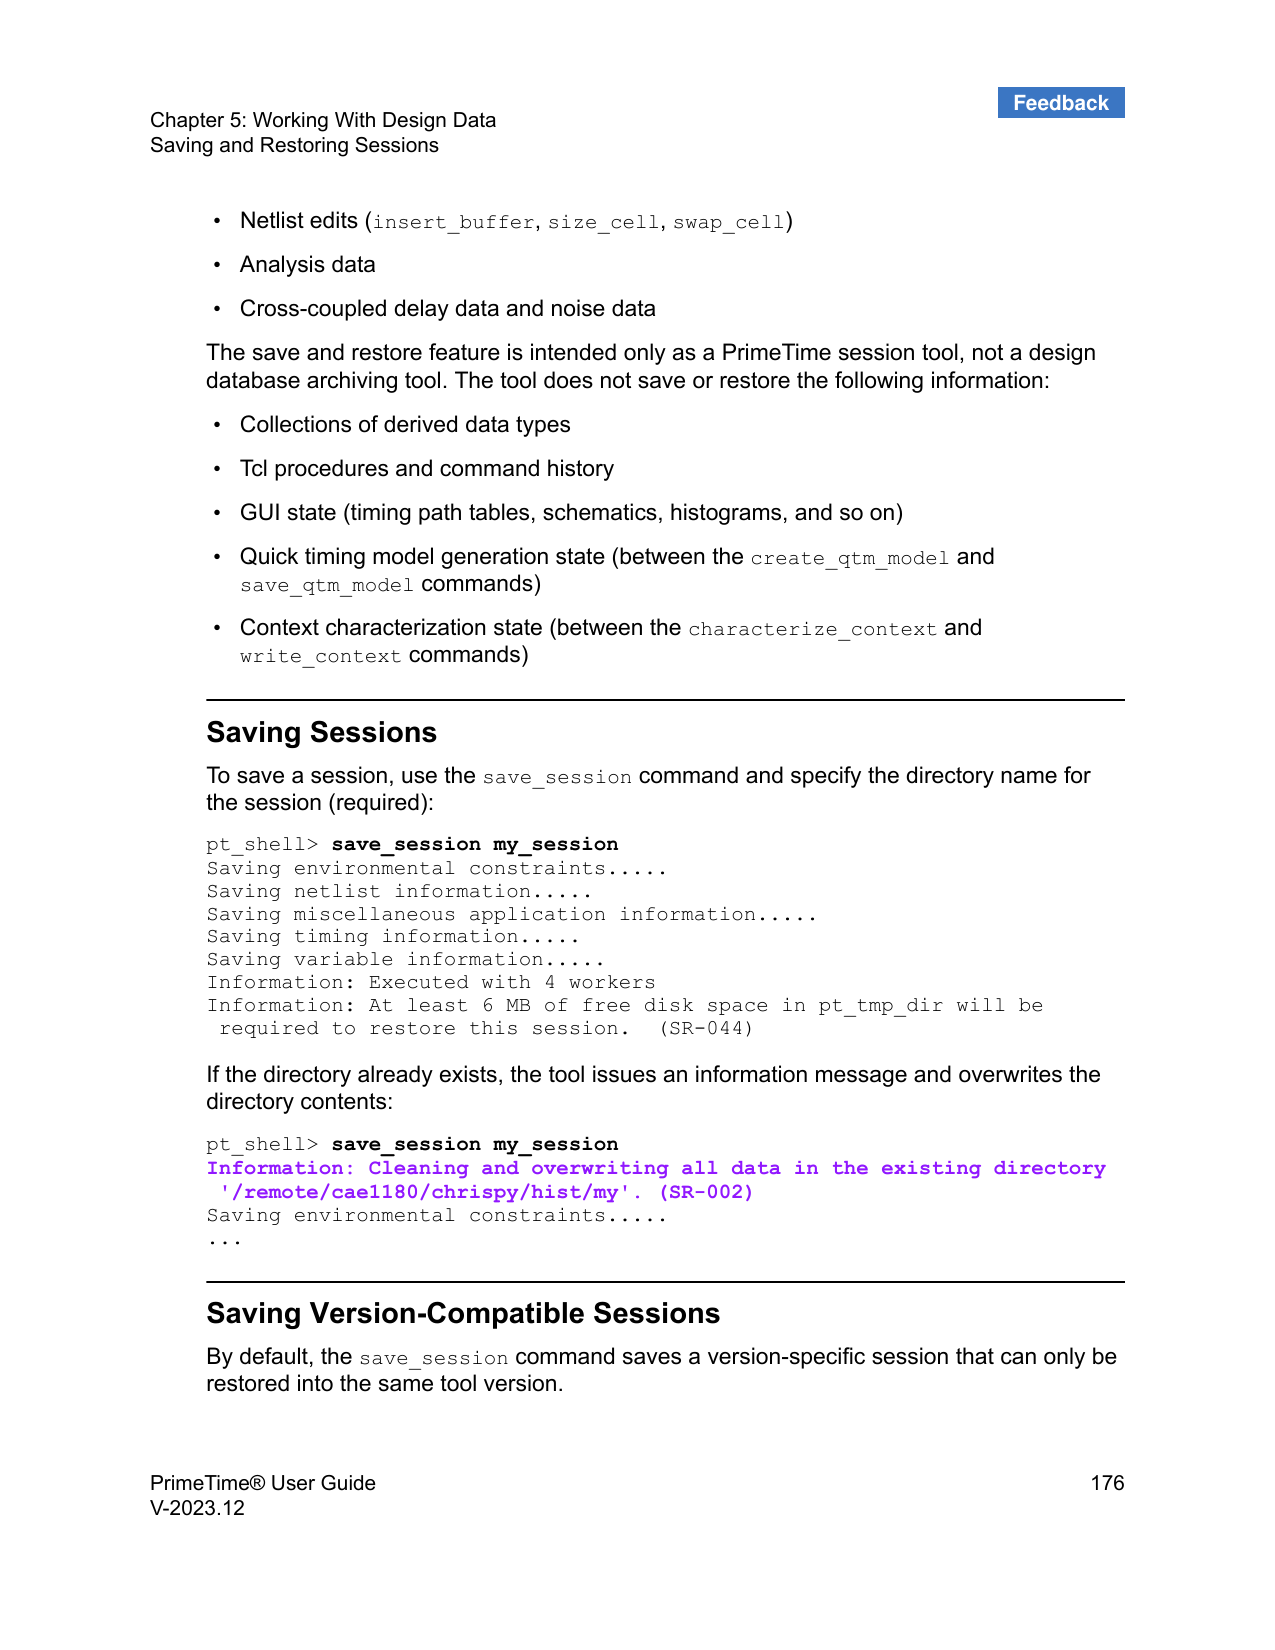 Feedback
Chapter 5: Working With Design Data
Saving and Restoring Sessions
• Netlist edits (insert_buffer, size_cell, swap_cell)
• Analysis data
• Cross-coupled delay data and noise data
The save and restore feature is intended only as a PrimeTime session tool, not a design
database archiving tool. The tool does not save or restore the following information:
• Collections of derived data types
• Tcl procedures and command history
• GUI state (timing path tables, schematics, histograms, and so on)
• Quick timing model generation state (between the create_qtm_model and
save_qtm_model commands)
• Context characterization state (between the characterize_context and
write_context commands)
Saving Sessions
To save a session, use the save_session command and specify the directory name for
the session (required):
pt_shell> save_session my_session
Saving environmental constraints.....
Saving netlist information.....
Saving miscellaneous application information.....
Saving timing information.....
Saving variable information.....
Information: Executed with 4 workers
Information: At least 6 MB of free disk space in pt_tmp_dir will be
 required to restore this session.  (SR-044)
If the directory already exists, the tool issues an information message and overwrites the
directory contents:
pt_shell> save_session my_session
Information: Cleaning and overwriting all data in the existing directory
 '/remote/cae1180/chrispy/hist/my'. (SR-002)
Saving environmental constraints.....
...
Saving Version-Compatible Sessions
By default, the save_session command saves a version-specific session that can only be
restored into the same tool version.
PrimeTime® User Guide 176
V-2023.12